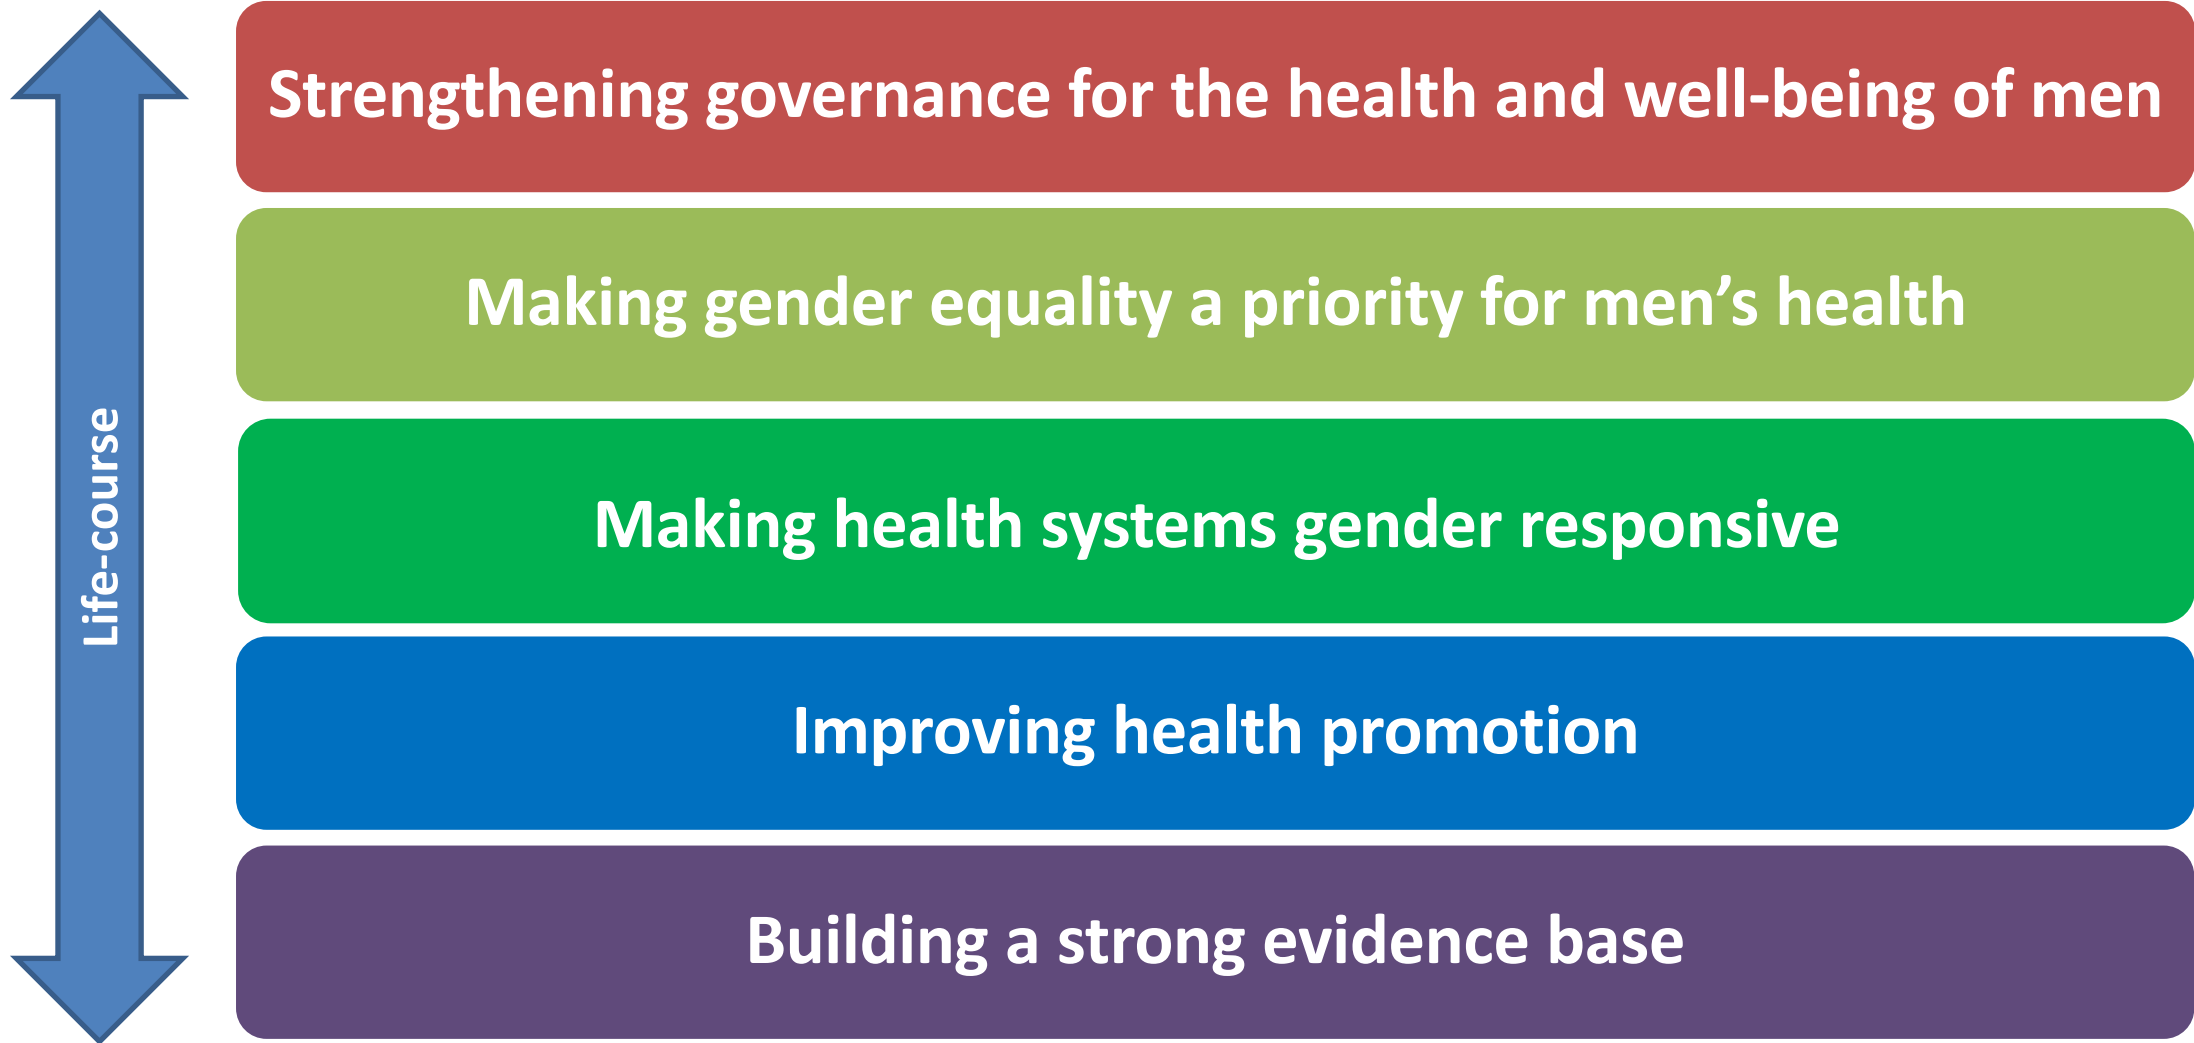 Life-course
Strengthening governance for the health and well-being of men
Making gender equality a priority for men’s health
Making health systems gender responsive
Improving health promotion
Building a strong evidence base